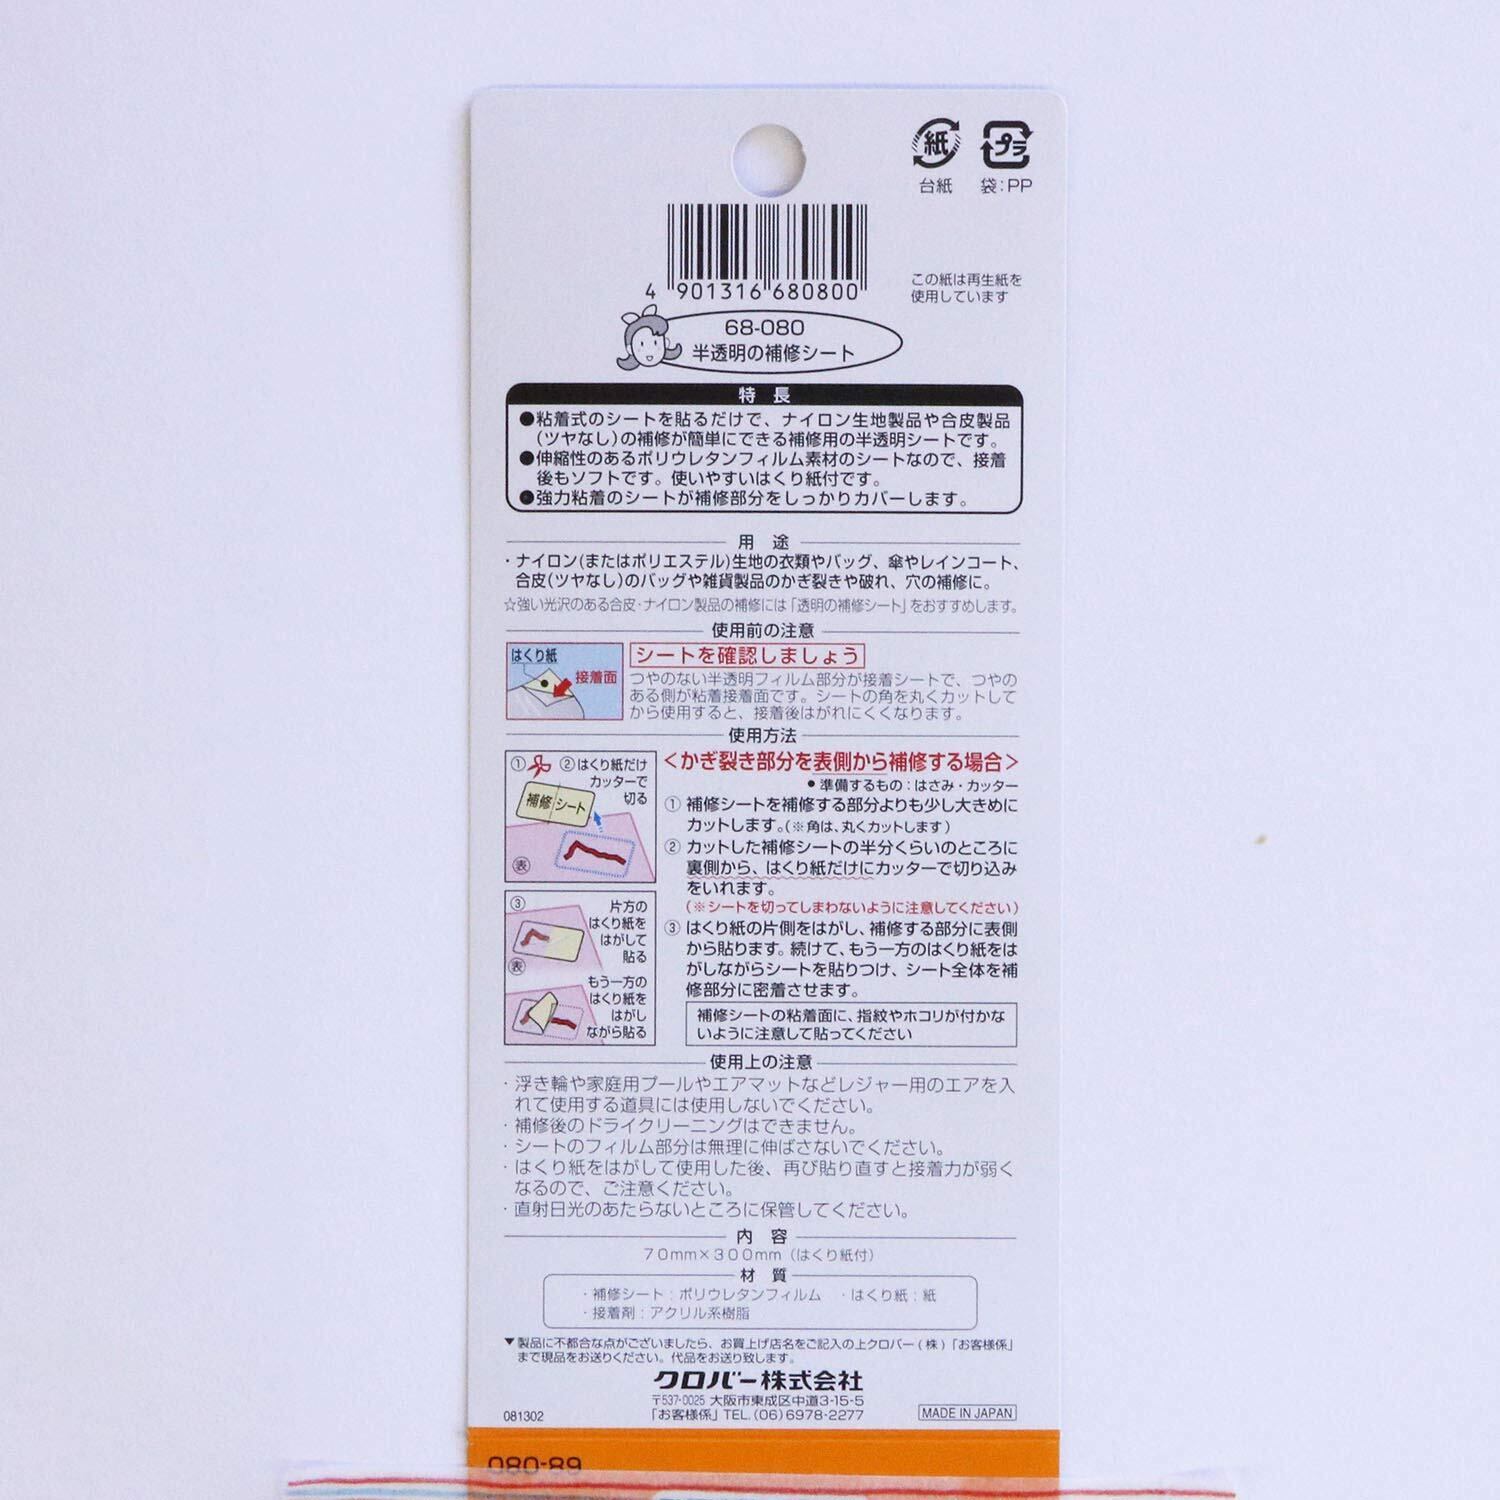 紙
プラ
台紙
袋：PP
4 901316 680800
この紙は再生紙を
使用しています
68-080
半透明の補修シート
特 長
●粘着式のシートを貼るだけで、ナイロン生地製品や合皮製品
（ツヤなし）の補修が簡単にできる補修用の半透明シートです。
●伸縮性のあるポリウレタンフィルム素材のシートなので、接着
後もソフトです。使いやすいはくり紙付です。
●強力粘着のシートが補修部分をしっかりカバーします。
用 途
・ナイロン(またはポリエステル)生地の衣類やバッグ、傘やレインコート、
合皮(ツヤなし)のバッグや雑貨製品のかぎ裂きや破れ、穴の補修に。
☆強い光沢のある合皮・ナイロン製品の補修には「透明の補修シート」をおすすめします。
使用前の注意
はくり紙
接着面
シートを確認しましょう
つやのない半透明フィルム部分が接着シートで、つやの
ある側が粘着接着面です。シートの角を丸くカットして
から使用すると、接着後はがれにくくなります。
使用方法
① ②はくり紙だけ
カッターで
切る
補修シート
表
＜かぎ裂き部分を表側から補修する場合＞
●準備するもの：はさみ・カッター
① 補修シートを補修する部分よりも少し大きめに
カットします。(※角は、丸くカットします)
② カットした補修シートの半分くらいのところに
裏側から、はくり紙だけにカッターで切り込み
をいれます。
(※シートを切ってしまわないように注意してください)
③ はくり紙の片側をはがし、補修する部分に表側
から貼ります。続けて、もう一方のはくり紙をは
がしながらシートを貼りつけ、シート全体を補
修部分に密着させます。
③
片方の
はくり紙を
はがして
貼る
表
もう一方の
はくり紙を
はがし
ながら貼る
補修シートの粘着面に、指紋やホコリが付かな
いように注意して貼ってください
使用上の注意
・浮き輪や家庭用プールやエアマットなどレジャー用のエアを入
れて使用する道具には使用しないでください。
・補修後のドライクリーニングはできません。
・シートのフィルム部分は無理に伸ばさないでください。
・はくり紙をはがして使用した後、再び貼り直すと接着力が弱く
なるので、ご注意ください。
・直射日光のあたらないところに保管してください。
内 容
70mm×300mm（はくり紙付）
材 質
・補修シート：ポリウレタンフィルム ・はくり紙：紙
・接着剤：アクリル系樹脂
▼製品に不都合な点がございましたら、お買上げ店名をご記入の上クロバー(株)「お客様係」
まで現品をお送りください。代品をお送り致します。
クロバー株式会社
〒537-0025 大阪市東成区中道3-15-5
「お客様係」TEL.(06)6978-2277
081302
MADE IN JAPAN
080-89